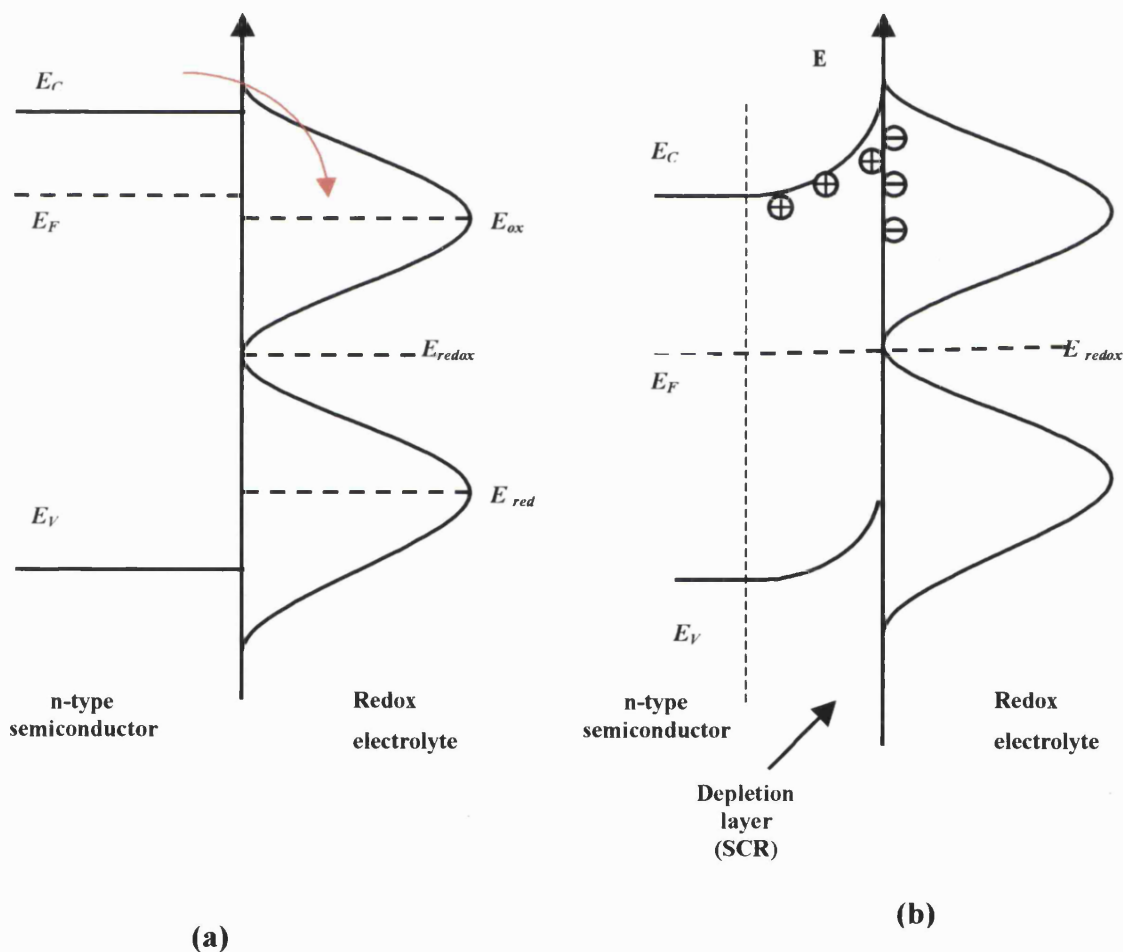 E_C
E_F
E_ox
E_redox
E_V
E_red
n-type
semiconductor
Redox
electrolyte
(a)
E
E_C
E_F
E_redox
E_V
n-type
semiconductor
Redox
electrolyte
Depletion
layer
(SCR)
(b)